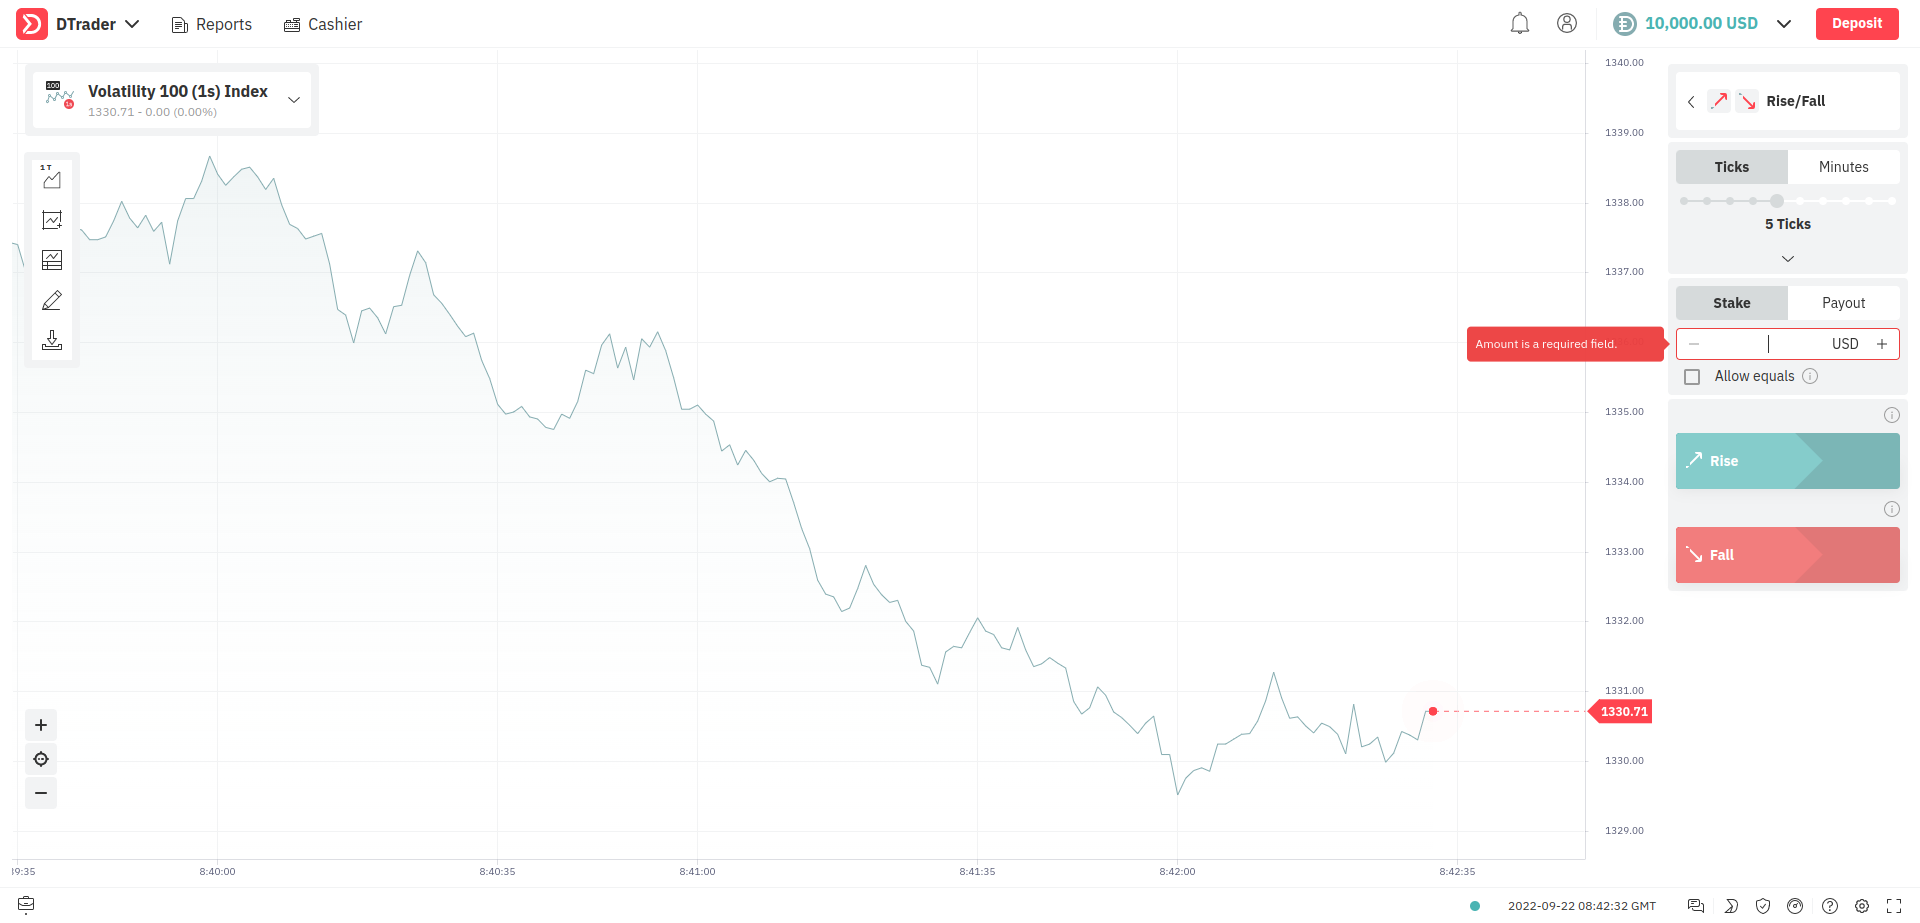 DTrader
Reports
Cashier
10,000.00 USD
Deposit
100
1s
Volatility 100 (1s) Index
1330.71 - 0.00 (0.00%)
1 T
1340.00
1339.00
1338.00
1337.00
1335.00
1334.00
1333.00
1332.00
1331.00
1330.71
1330.00
1329.00
Rise/Fall
Ticks
Minutes
5 Ticks
Stake
Payout
Amount is a required field.
USD
Allow equals
Rise
Fall
8:40:00
8:40:35
8:41:00
8:41:35
8:42:00
8:42:35
2022-09-22 08:42:32 GMT